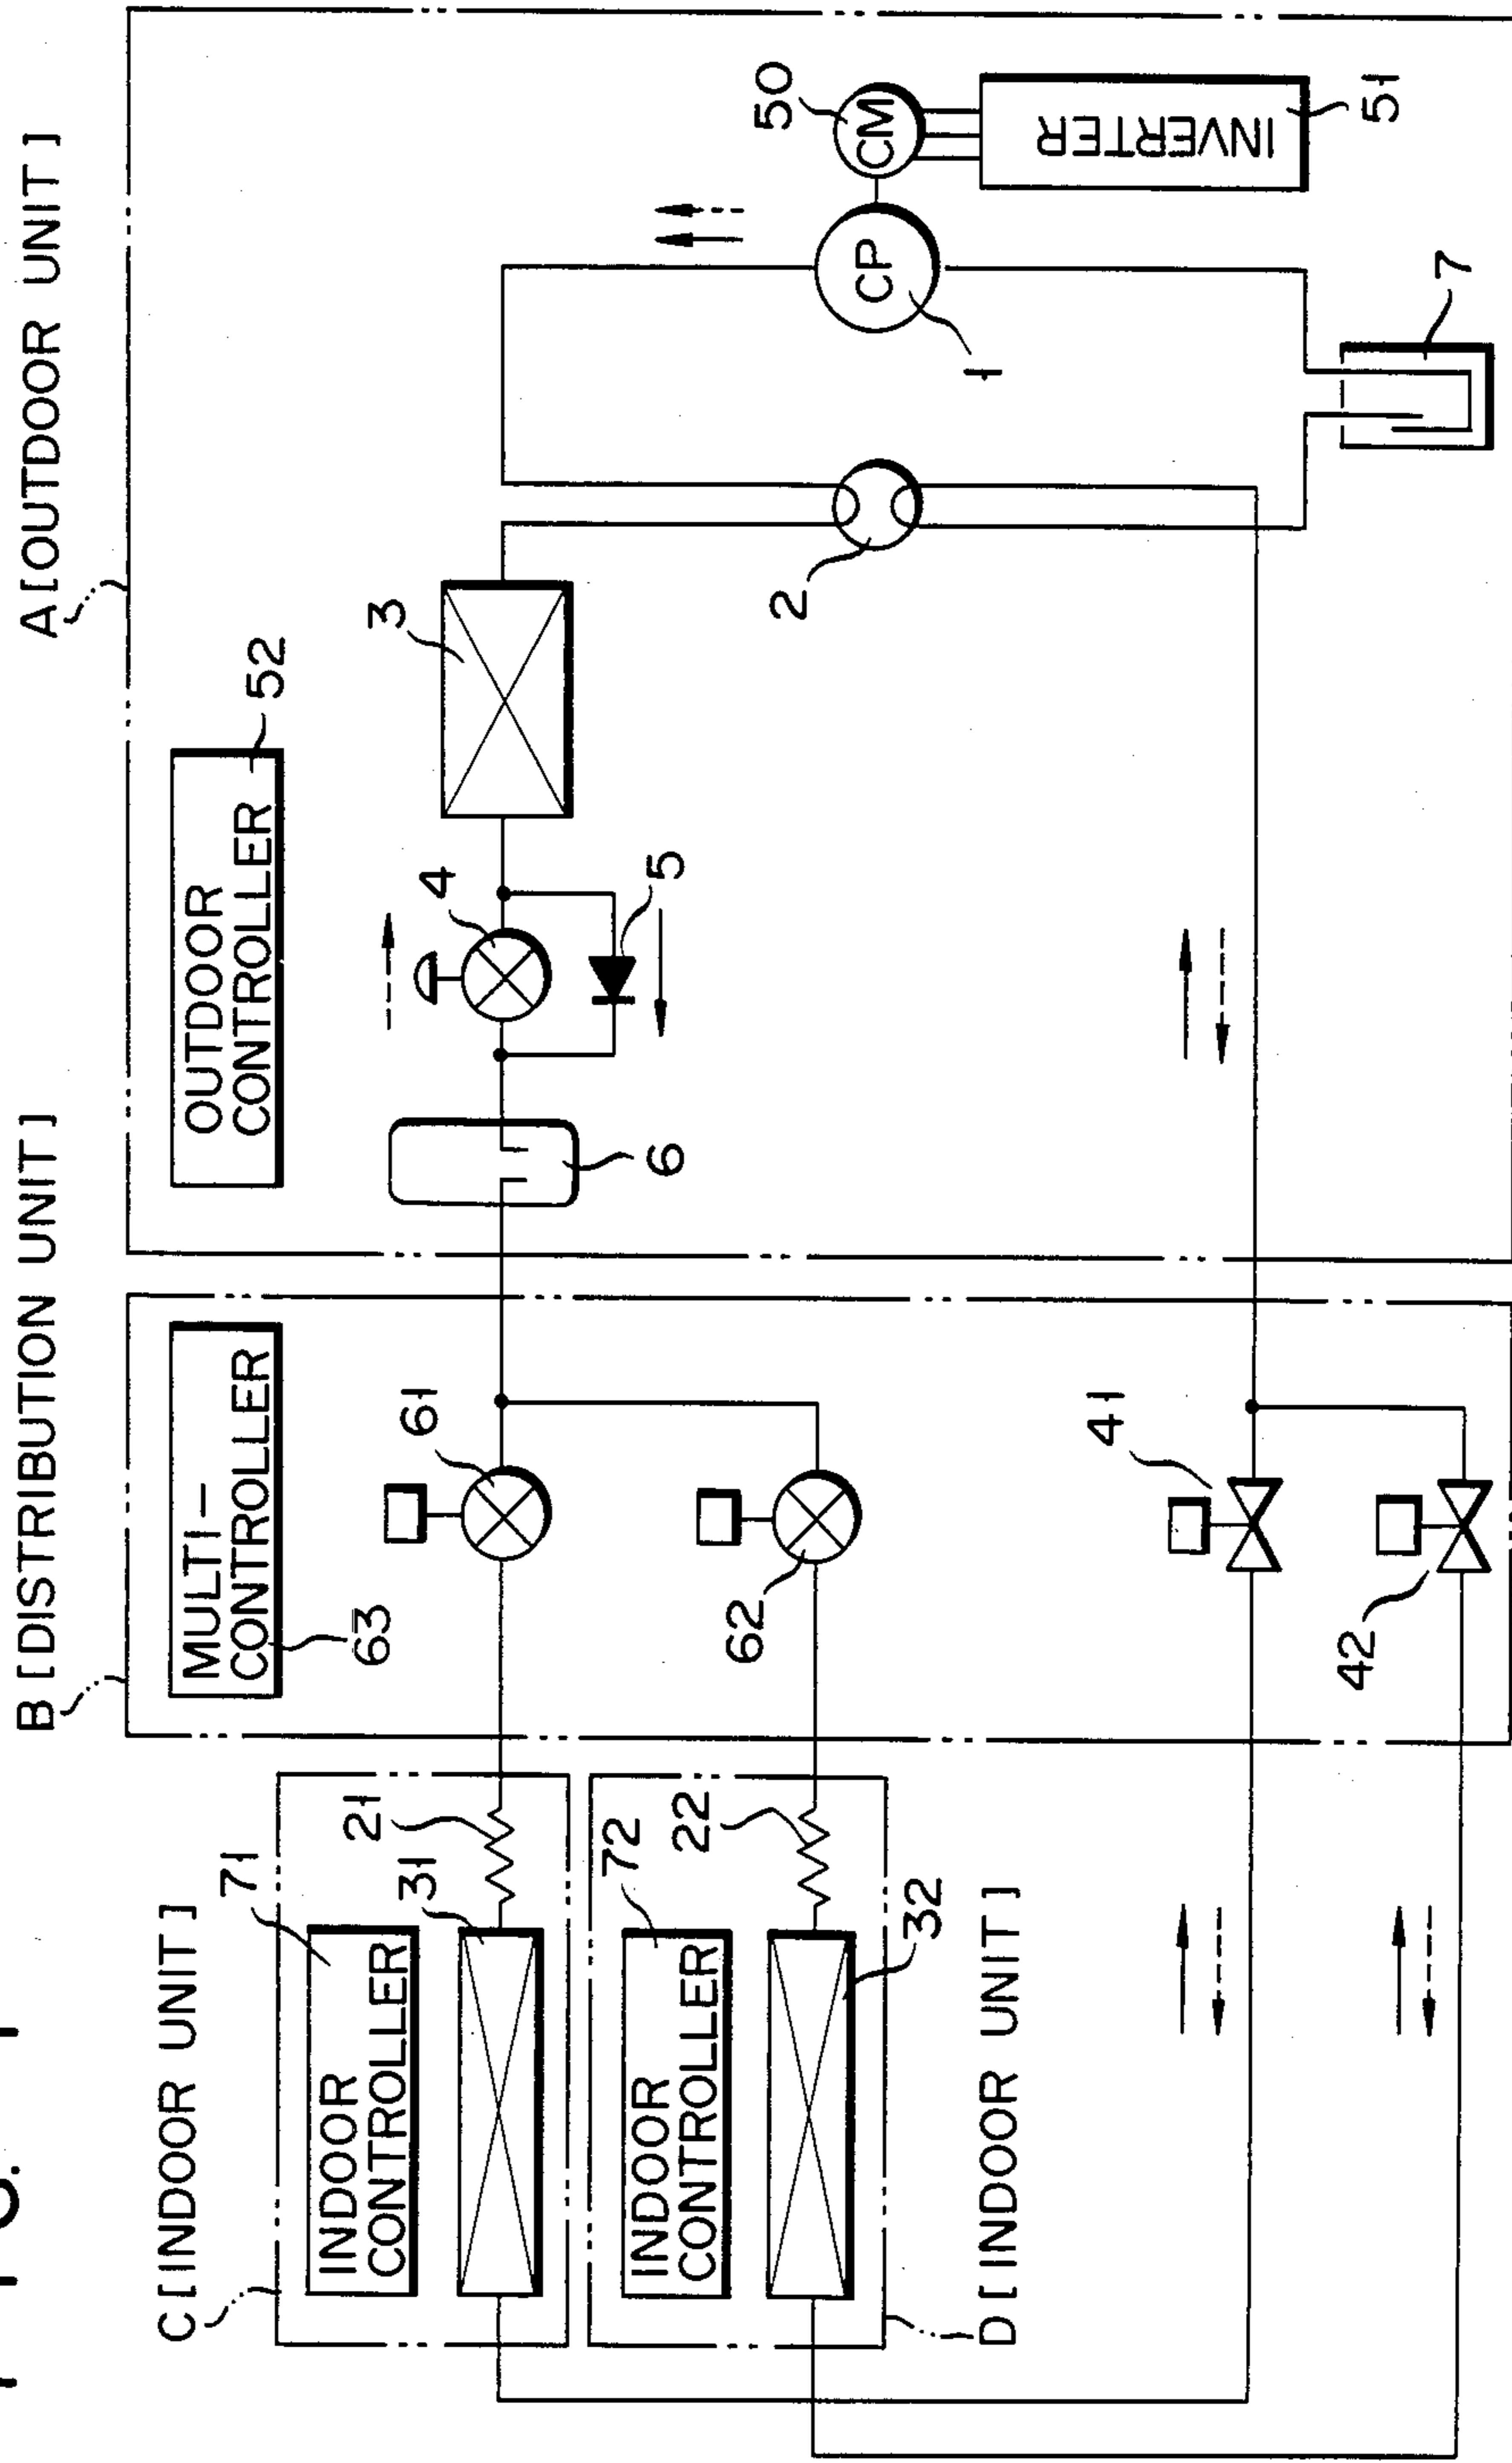 A [OUTDOOR UNIT]
B [DISTRIBUTION UNIT]
C [INDOOR UNIT]
D [INDOOR UNIT]
OUTDOOR
CONTROLLER
52
MULTI-
CONTROLLER
63
INDOOR
CONTROLLER
71
INDOOR
CONTROLLER
72
INVERTER
51
CM
50
CP
1
2
3
4
5
6
7
61
62
41
42
21
31
22
32